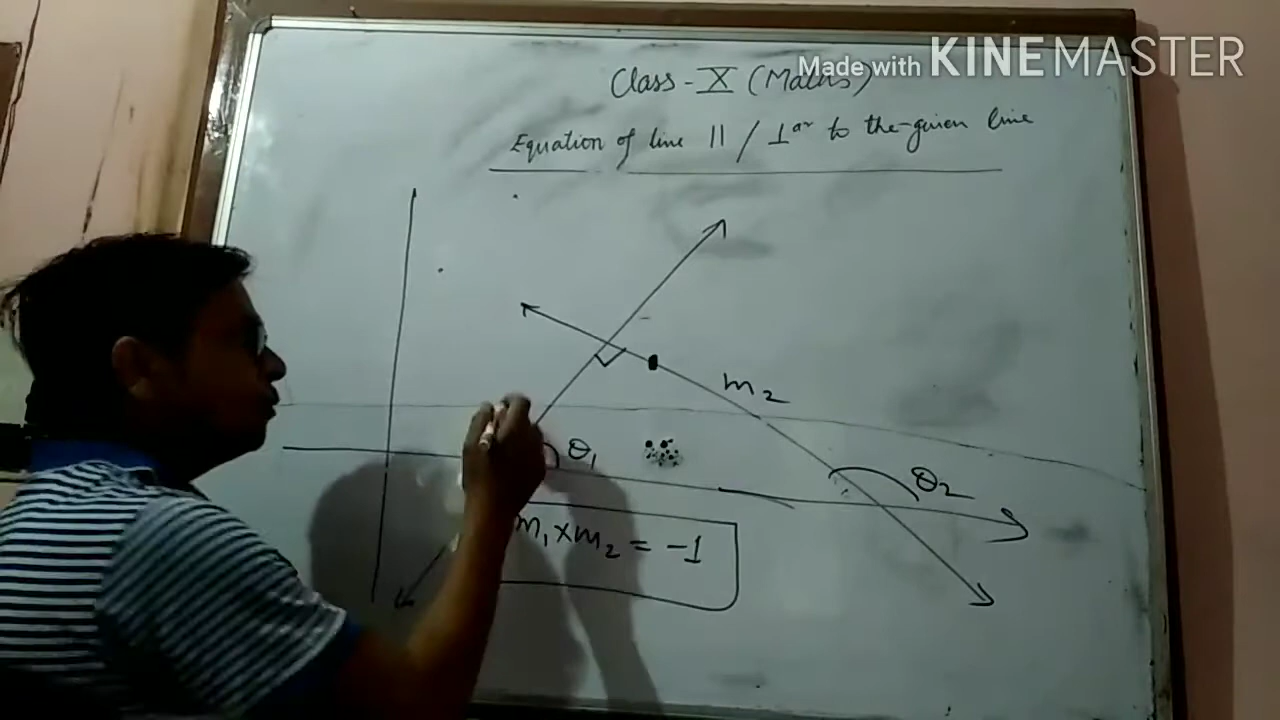 Made with KINEMASTER
Class - X (Maths)
Equation of line || / ⊥ar to the given line
m2
θ1
θ2
m1 × m2 = -1